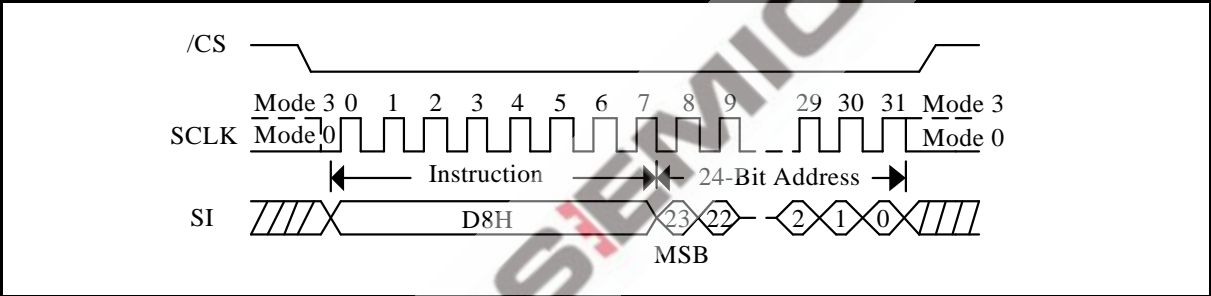 /CS
Mode 3 0 1 2 3 4 5 6 7 8 9 29 30 31 Mode 3
SCLK Mode 0 Mode 0
Instruction 24-Bit Address
SI D8H 23 22 2 1 0
MSB
SEMIC